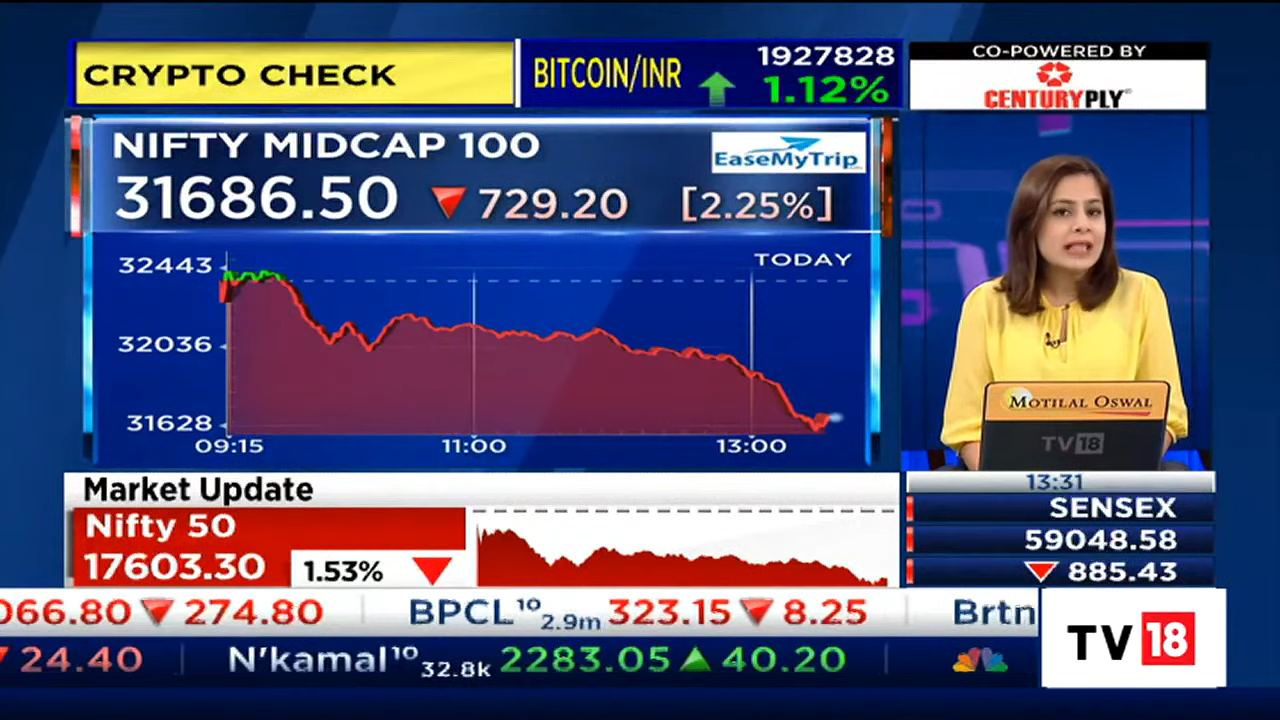 CRYPTO CHECK
BITCOIN/INR
1927828
1.12%
CO-POWERED BY
CENTURYPLY
NIFTY MIDCAP 100
31686.50 729.20 [2.25%]
EaseMyTrip
TODAY
32443
32036
31628
09:15 11:00 13:00
MOTILAL OSWAL
TV18
Market Update
Nifty 50
17603.30 1.53%
13:31
SENSEX
59048.58
885.43
066.80 274.80 BPCL¹⁰ 2.9m 323.15 8.25 Brtn
24.40 N'kamal¹⁰ 32.8k 2283.05 40.20
TV18